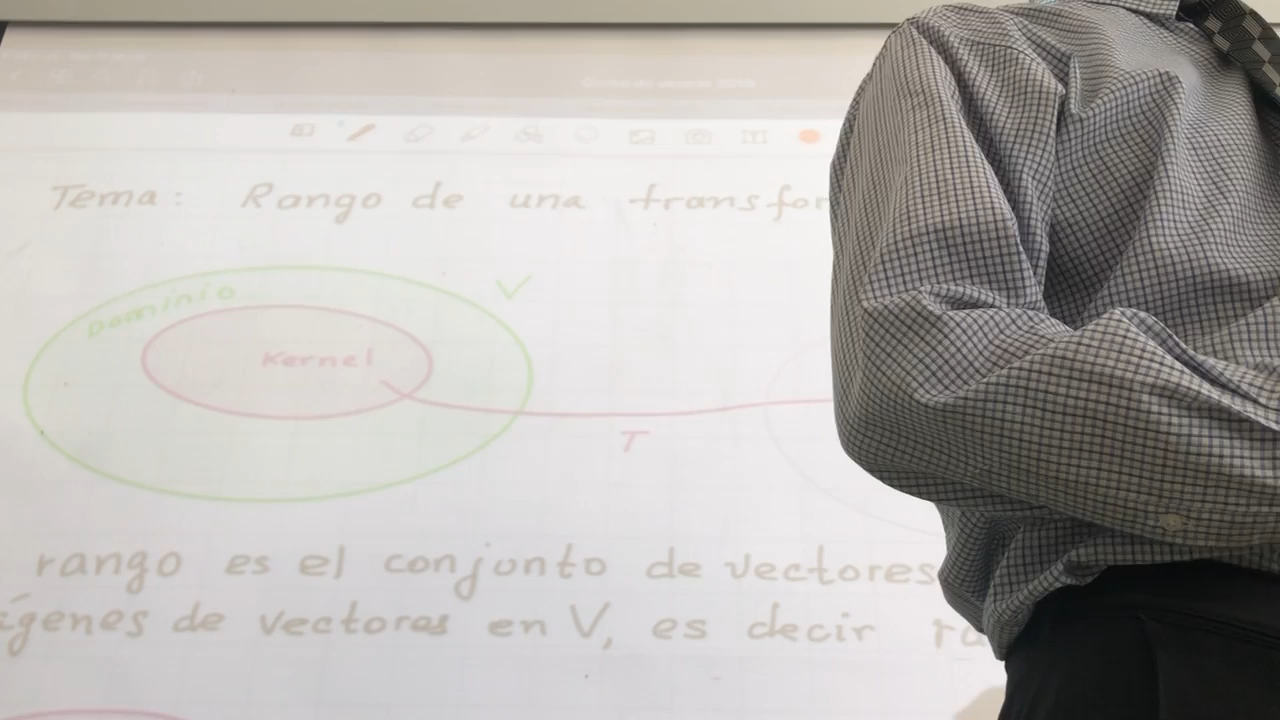 Tema: Rango de una transfor
Dominio
V
Kernel
T
rango es el conjunto de vectores
ágenes de vectores en V, es decir ra